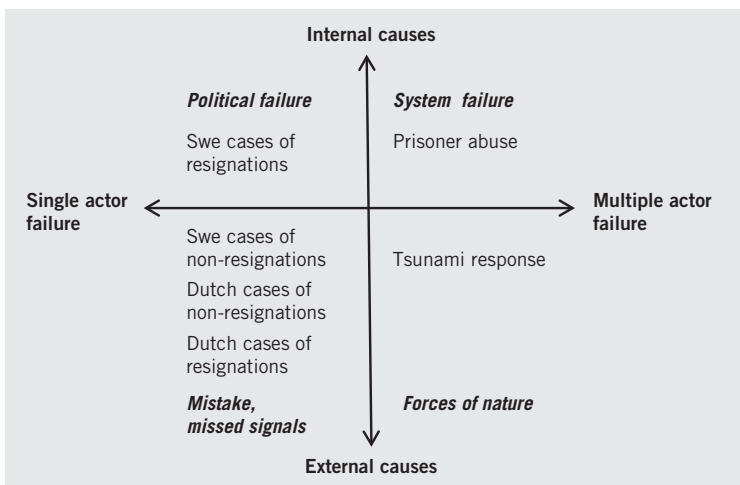 Internal causes
Political failure
System failure
Swe cases of
resignations
Prisoner abuse
Single actor
failure
Multiple actor
failure
Swe cases of
non-resignations
Tsunami response
Dutch cases of
non-resignations
Dutch cases of
resignations
Mistake,
missed signals
Forces of nature
External causes